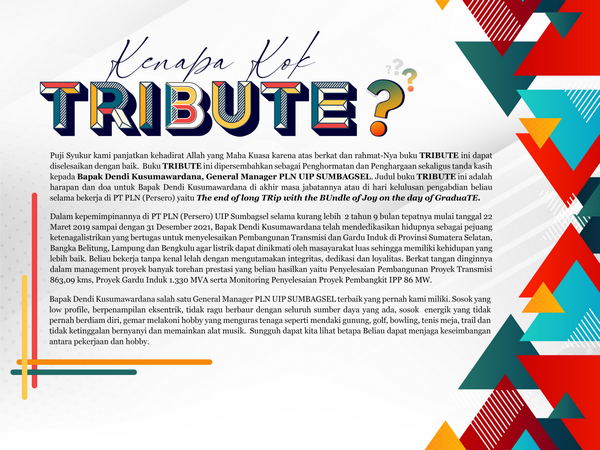 Kenapa Kok
TRIBUTE?
???
Puji Syukur kami panjatkan kehadirat Allah yang Maha Kuasa karena atas berkat dan rahmat-Nya buku TRIBUTE ini dapat
diselesaikan dengan baik. Buku TRIBUTE ini dipersembahkan sebagai Penghormatan dan Penghargaan sekaligus tanda kasih
kepada Bapak Dendi Kusumawardana, General Manager PLN UIP SUMBAGSEL. Judul buku TRIBUTE ini adalah
harapan dan doa untuk Bapak Dendi Kusumawardana di akhir masa jabatannya atau di hari kelulusan pengabdian beliau
selama bekerja di PT PLN (Persero) yaitu The end of long TRip with the BUndle of Joy on the day of GraduaTE.
Dalam kepemimpinannya di PT PLN (Persero) UIP Sumbagsel selama kurang lebih 2 tahun 9 bulan tepatnya mulai tanggal 22
Maret 2019 sampai dengan 31 Desember 2021, Bapak Dendi Kusumawardana telah mendedikasikan hidupnya sebagai pejuang
ketenagalistrikan yang bertugas untuk menyelesaikan Pembangunan Transmisi dan Gardu Induk di Provinsi Sumatera Selatan,
Bangka Belitung, Lampung dan Bengkulu agar listrik dapat dinikmati oleh masayarakat luas sehingga memiliki kehidupan yang
lebih baik. Beliau bekerja tanpa kenal lelah dengan mengutamakan integritas, dedikasi dan loyalitas. Berkat tangan dinginnya
dalam management proyek banyak torehan prestasi yang beliau hasilkan yaitu Penyelesaian Pembangunan Proyek Transmisi
863,09 kms, Proyek Gardu Induk 1.330 MVA serta Monitoring Penyelesaian Proyek Pembangkit IPP 86 MW.
Bapak Dendi Kusumawardana salah satu General Manager PLN UIP SUMBAGSEL terbaik yang pernah kami miliki. Sosok yang
low profile, berpenampilan eksentrik, tidak ragu berbaur dengan seluruh sumber daya yang ada, sosok energik yang tidak
pernah berdiam diri, gemar melakoni hobby yang menguras tenaga seperti mendaki gunung, golf, bowling, tenis meja, trail dan
tidak ketinggalan bernyanyi dan memainkan alat musik. Sungguh dapat kita lihat betapa Beliau dapat menjaga keseimbangan
antara pekerjaan dan hobby.